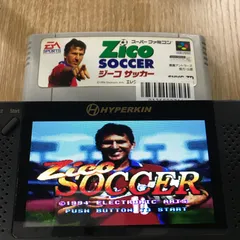 スーパーファミコン
EA SPORTS
Zico
SOCCER
ジーコ サッカー
HYPERKIN
Zico
SOCCER
©1994 ELECTRONIC ARTS
PUSH BUTTON TO START